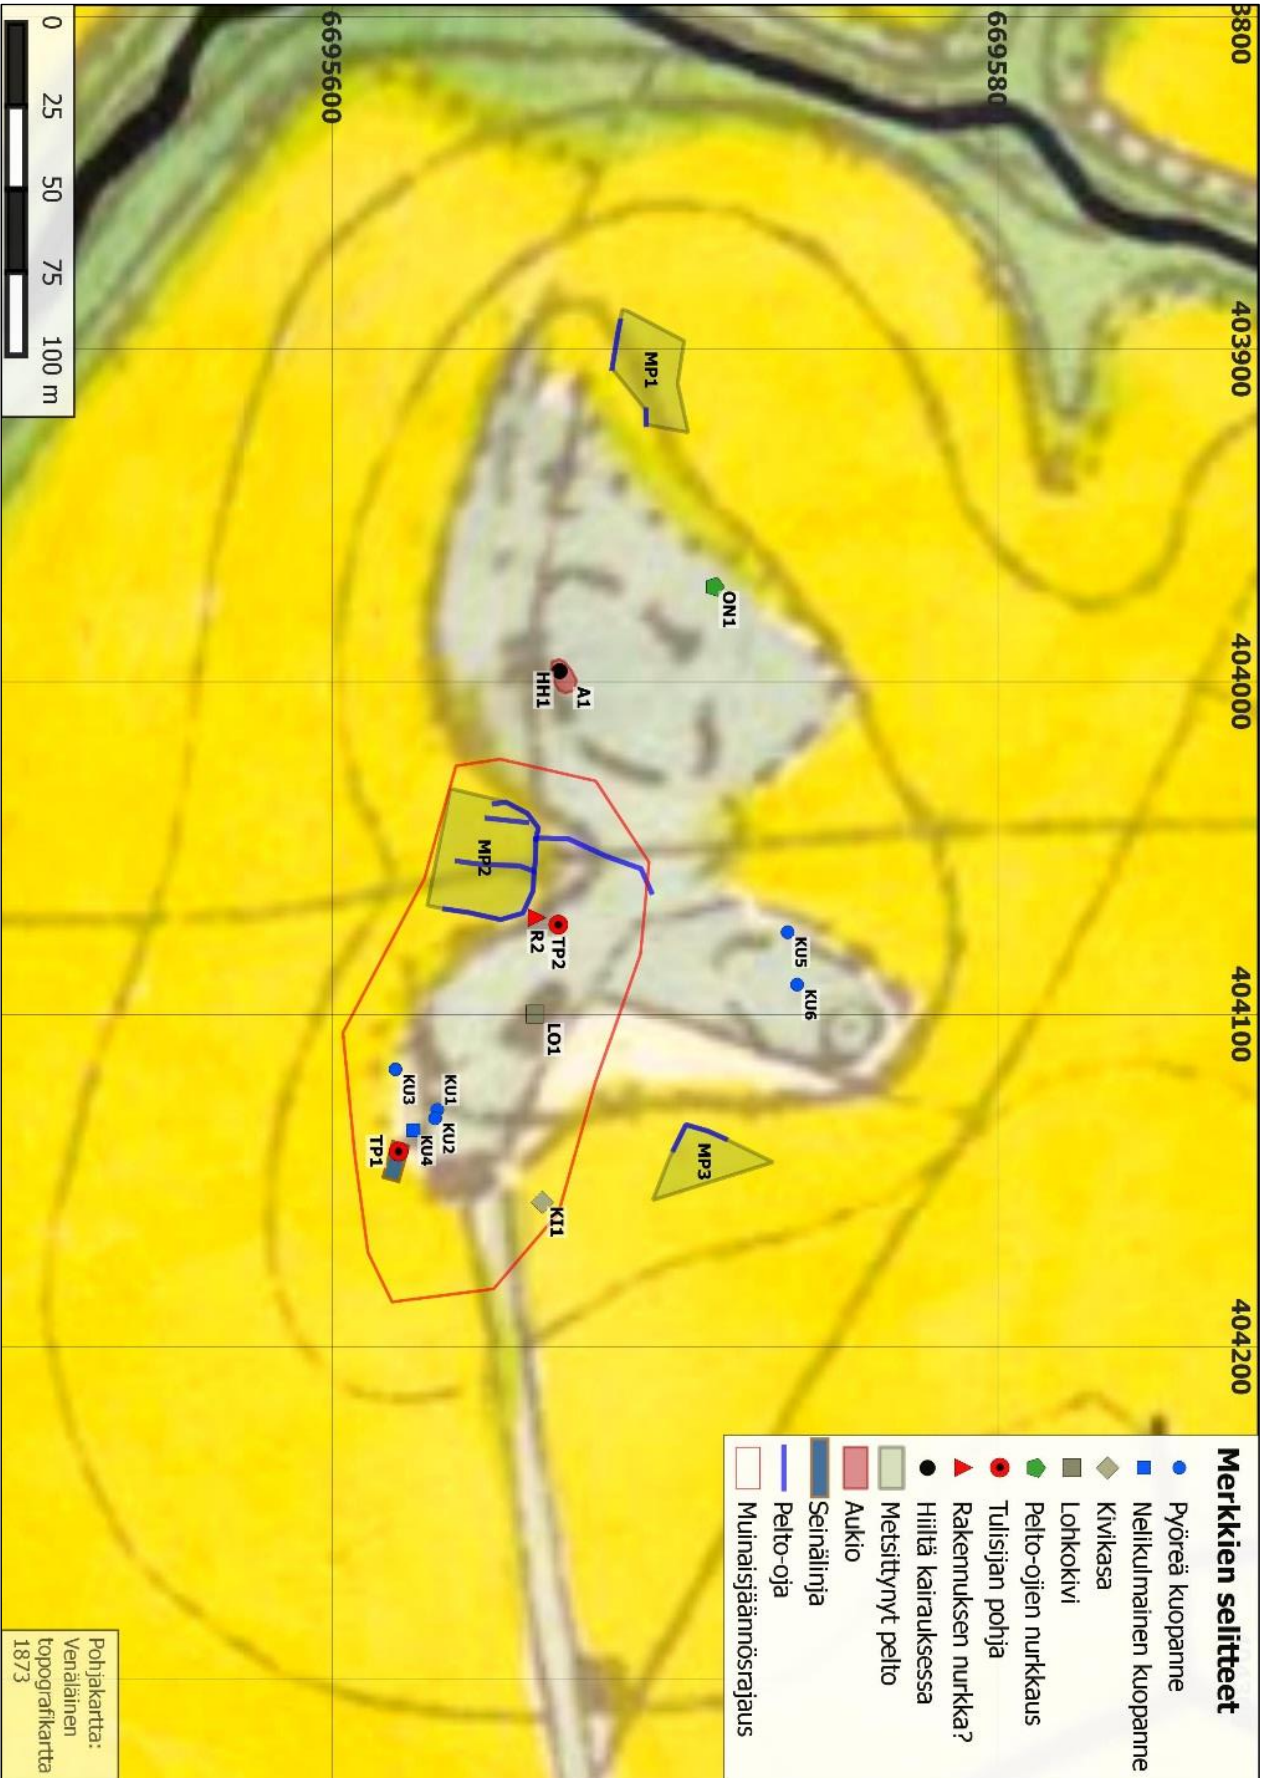 3800
403900
404000
404100
404200
669580
6695600
MP1
ON1
A1
HH1
MP2
R2
TP2
KU5
KU6
LO1
KU3
KU1
KU2
KU4
TP1
MP3
KI1
0 25 50 75 100 m
Merkkien selitteet
Pyöreä kuopanne
Nelikulmainen kuopanne
Kivikasa
Lohkokivi
Pelto-ojien nurkkaus
Tulisijan pohja
Rakennuksen nurkka?
Hiiltä kairauksessa
Metsittynyt pelto
Aukio
Seinälinja
Pelto-oja
Muinaisjäännösrajaus
Pohjakartta:
Venäläinen
topografikartta
1873